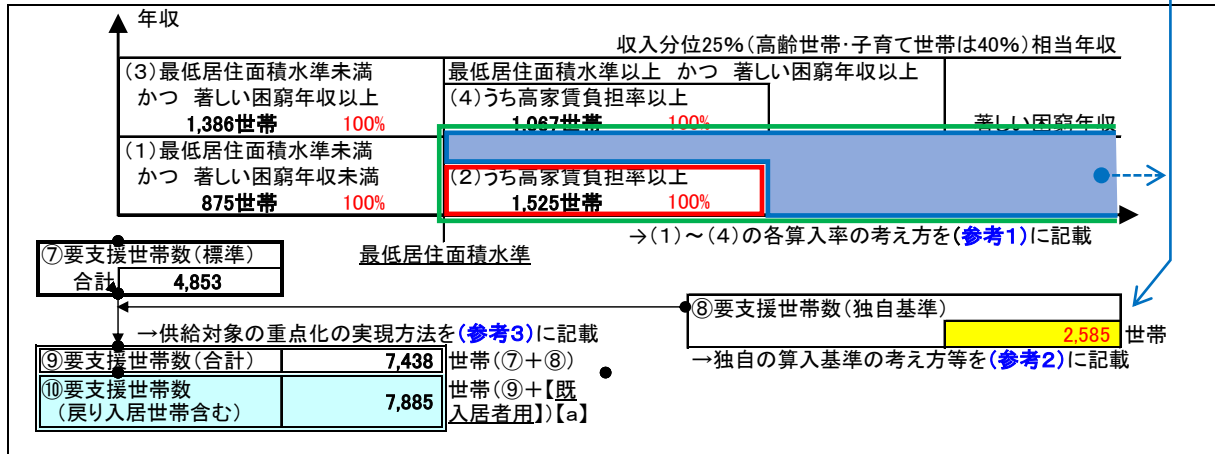 年収
収入分位25%(高齢世帯・子育て世帯は40%)相当年収
(3)最低居住面積水準未満
かつ 著しい困窮年収以上
1,386世帯 100%
最低居住面積水準以上 かつ 著しい困窮年収以上
(4)うち高家賃負担率以上
1,067世帯 100%
著しい困窮年収
(1)最低居住面積水準未満
かつ 著しい困窮年収未満
875世帯 100%
(2)うち高家賃負担率以上
1,525世帯 100%
→(1)~(4)の各算入率の考え方を(参考1)に記載
最低居住面積水準
⑦要支援世帯数(標準)
合計 4,853
⑧要支援世帯数(独自基準)
2,585 世帯
→供給対象の重点化の実現方法を(参考3)に記載
→独自の算入基準の考え方等を(参考2)に記載
⑨要支援世帯数(合計) 7,438 世帯(⑦+⑧)
⑩要支援世帯数
(戻り入居世帯含む)
7,885
世帯(⑨+【既
入居者用】)【a】